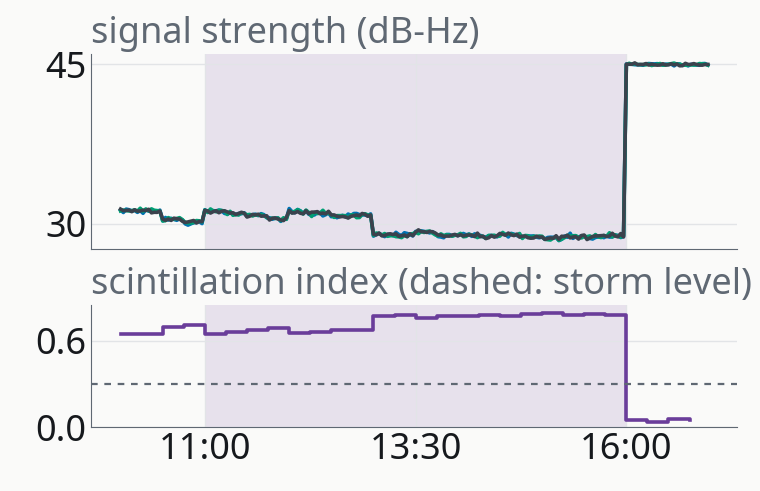 signal strength (dB-Hz)
45
30
scintillation index (dashed: storm level)
0.6
0.0
11:00 13:30 16:00